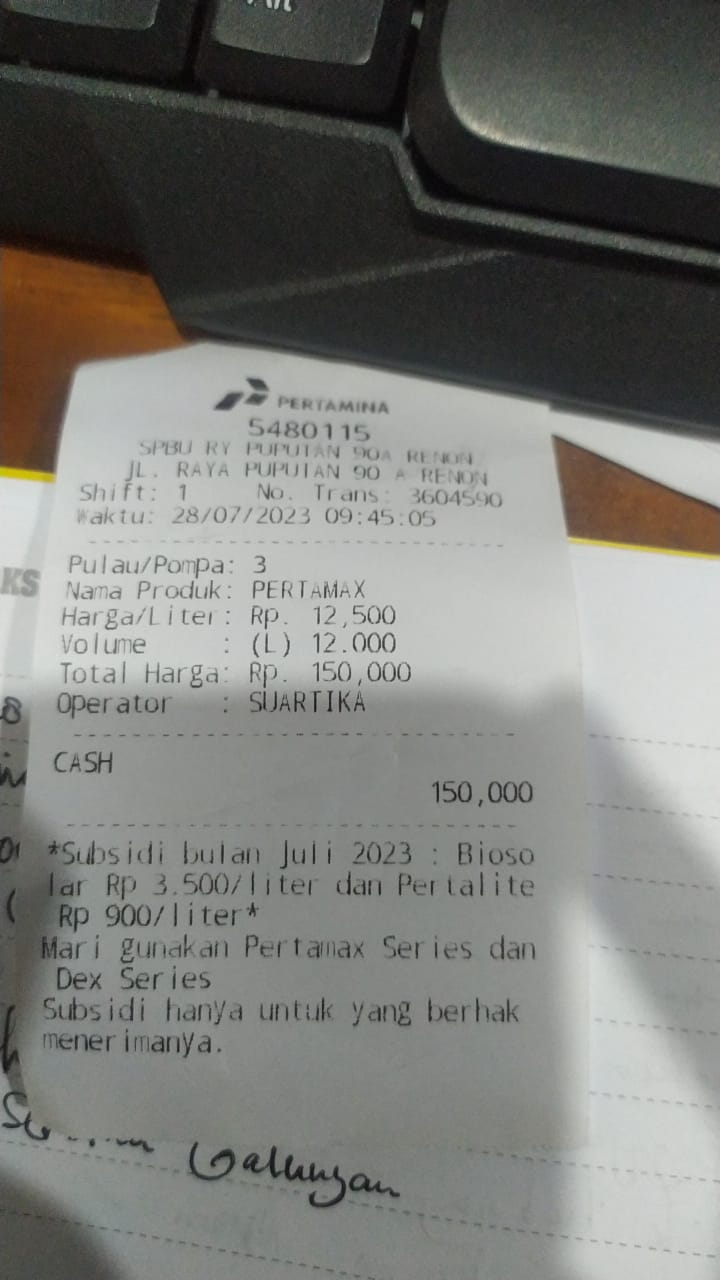 PERTAMINA
5480115
SPBU RY PUPUTAN 90A RENON
JL. RAYA PUPUTAN 90 A RENON
Shift: 1 No. Trans: 3604590
Waktu: 28/07/2023 09:45:05
Pulau/Pompa: 3
Nama Produk: PERTAMAX
Harga/Liter: Rp. 12,500
Volume : (L) 12.000
Total Harga: Rp. 150,000
Operator : SUARTIKA
CASH
150,000
*Subsidi bulan Juli 2023 : Bioso
lar Rp 3.500/liter dan Pertalite
Rp 900/liter*
Mari gunakan Pertamax Series dan
Dex Series
Subsidi hanya untuk yang berhak
menerimanya.
KS
Galungan